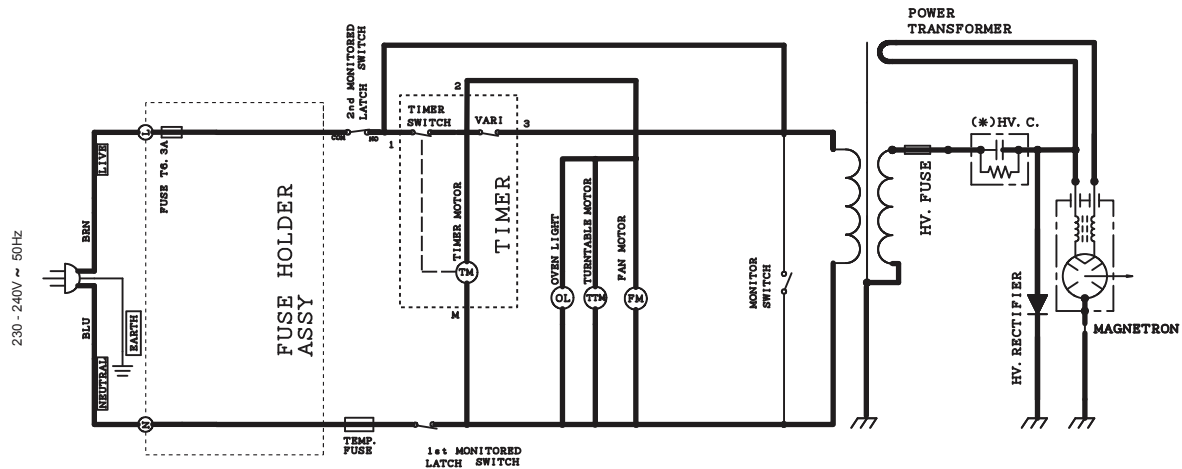 POWER
TRANSFORMER
2nd MONITORED
LATCH SWITCH
2
TIMER
SWITCH
VARI
3
(*)HV. C.
L
COM
NO
1
LIVE
FUSE T6. 3A
HV. FUSE
FUSE HOLDER
ASSY
TIMER MOTOR
TIMER
BRN
OVEN LIGHT
TURNTABLE MOTOR
FAN MOTOR
230 - 240V ~ 50Hz
TM
MONITOR
SWITCH
OL
TTM
FM
M
BLU
EARTH
HV. RECTIFIER
MAGNETRON
NEUTRAL
N
TEMP.
FUSE
1st MONITORED
LATCH SWITCH